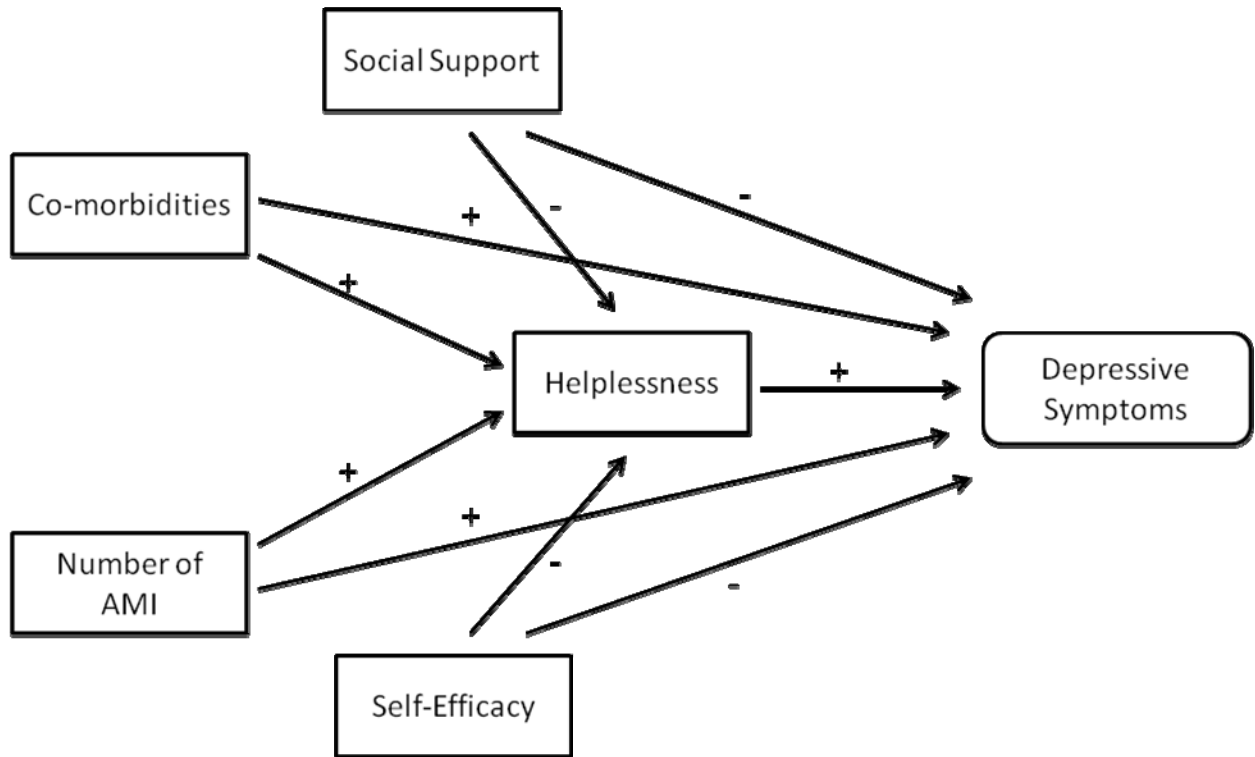 Social Support
Co-morbidities
-
+
-
+
Helplessness
+
Depressive
Symptoms
+
+
Number of
AMI
-
-
Self-Efficacy